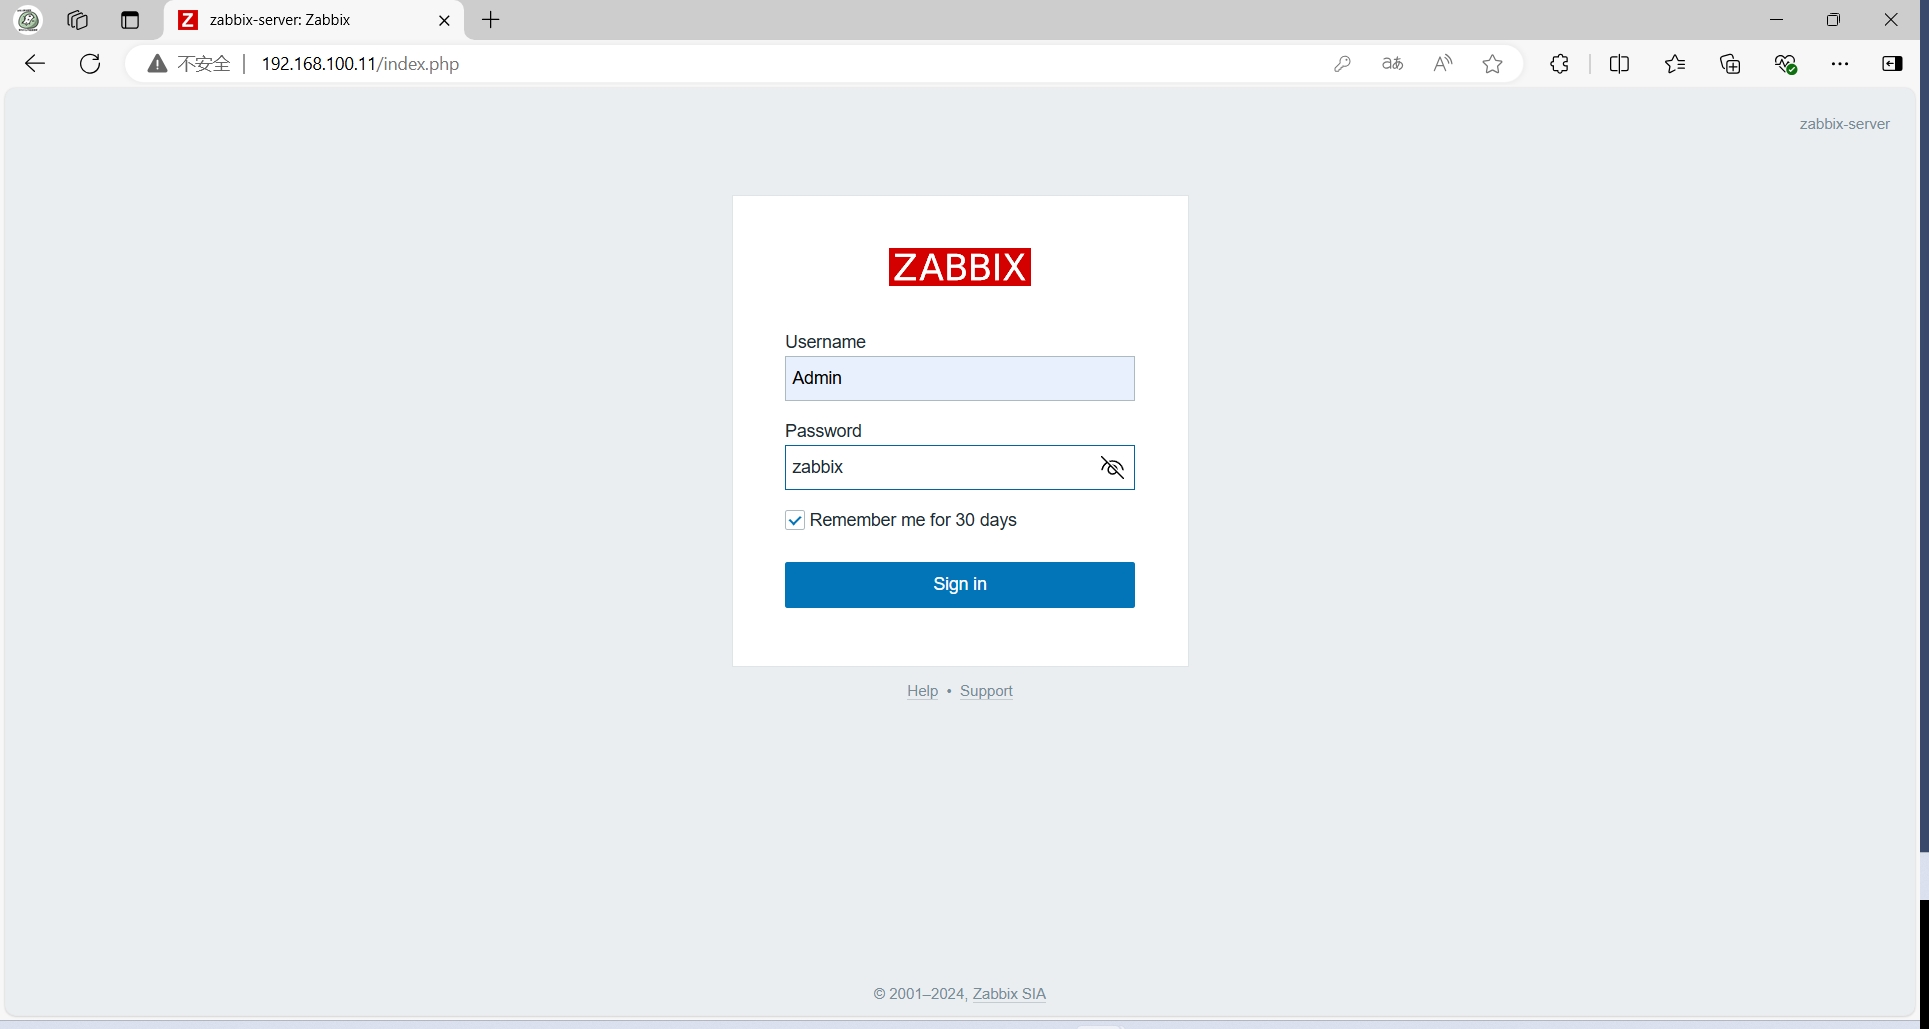 zabbix-server: Zabbix
不安全 192.168.100.11/index.php
zabbix-server
ZABBIX
Username
Admin
Password
zabbix
Remember me for 30 days
Sign in
Help • Support
© 2001–2024, Zabbix SIA